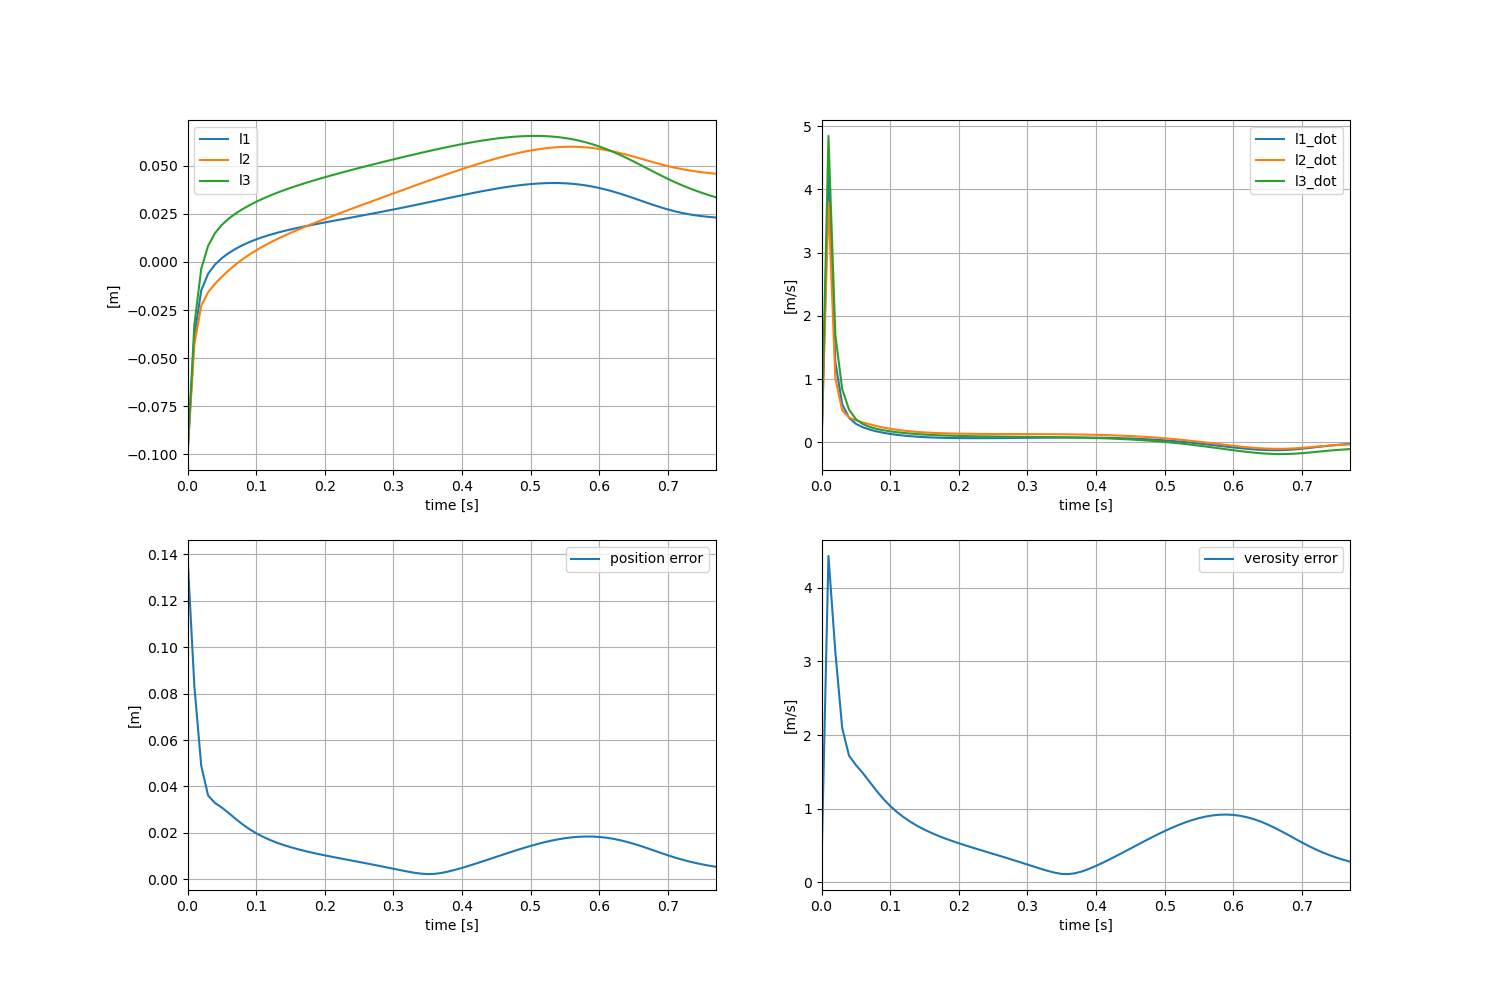 l1
l2
l3
0.050
0.025
0.000
−0.025
−0.050
−0.075
−0.100
[m]
0.0 0.1 0.2 0.3 0.4 0.5 0.6 0.7
time [s]
l1_dot
l2_dot
l3_dot
5
4
3
2
1
0
[m/s]
0.0 0.1 0.2 0.3 0.4 0.5 0.6 0.7
time [s]
position error
0.14
0.12
0.10
0.08
0.06
0.04
0.02
0.00
[m]
0.0 0.1 0.2 0.3 0.4 0.5 0.6 0.7
time [s]
verosity error
4
3
2
1
0
[m/s]
0.0 0.1 0.2 0.3 0.4 0.5 0.6 0.7
time [s]